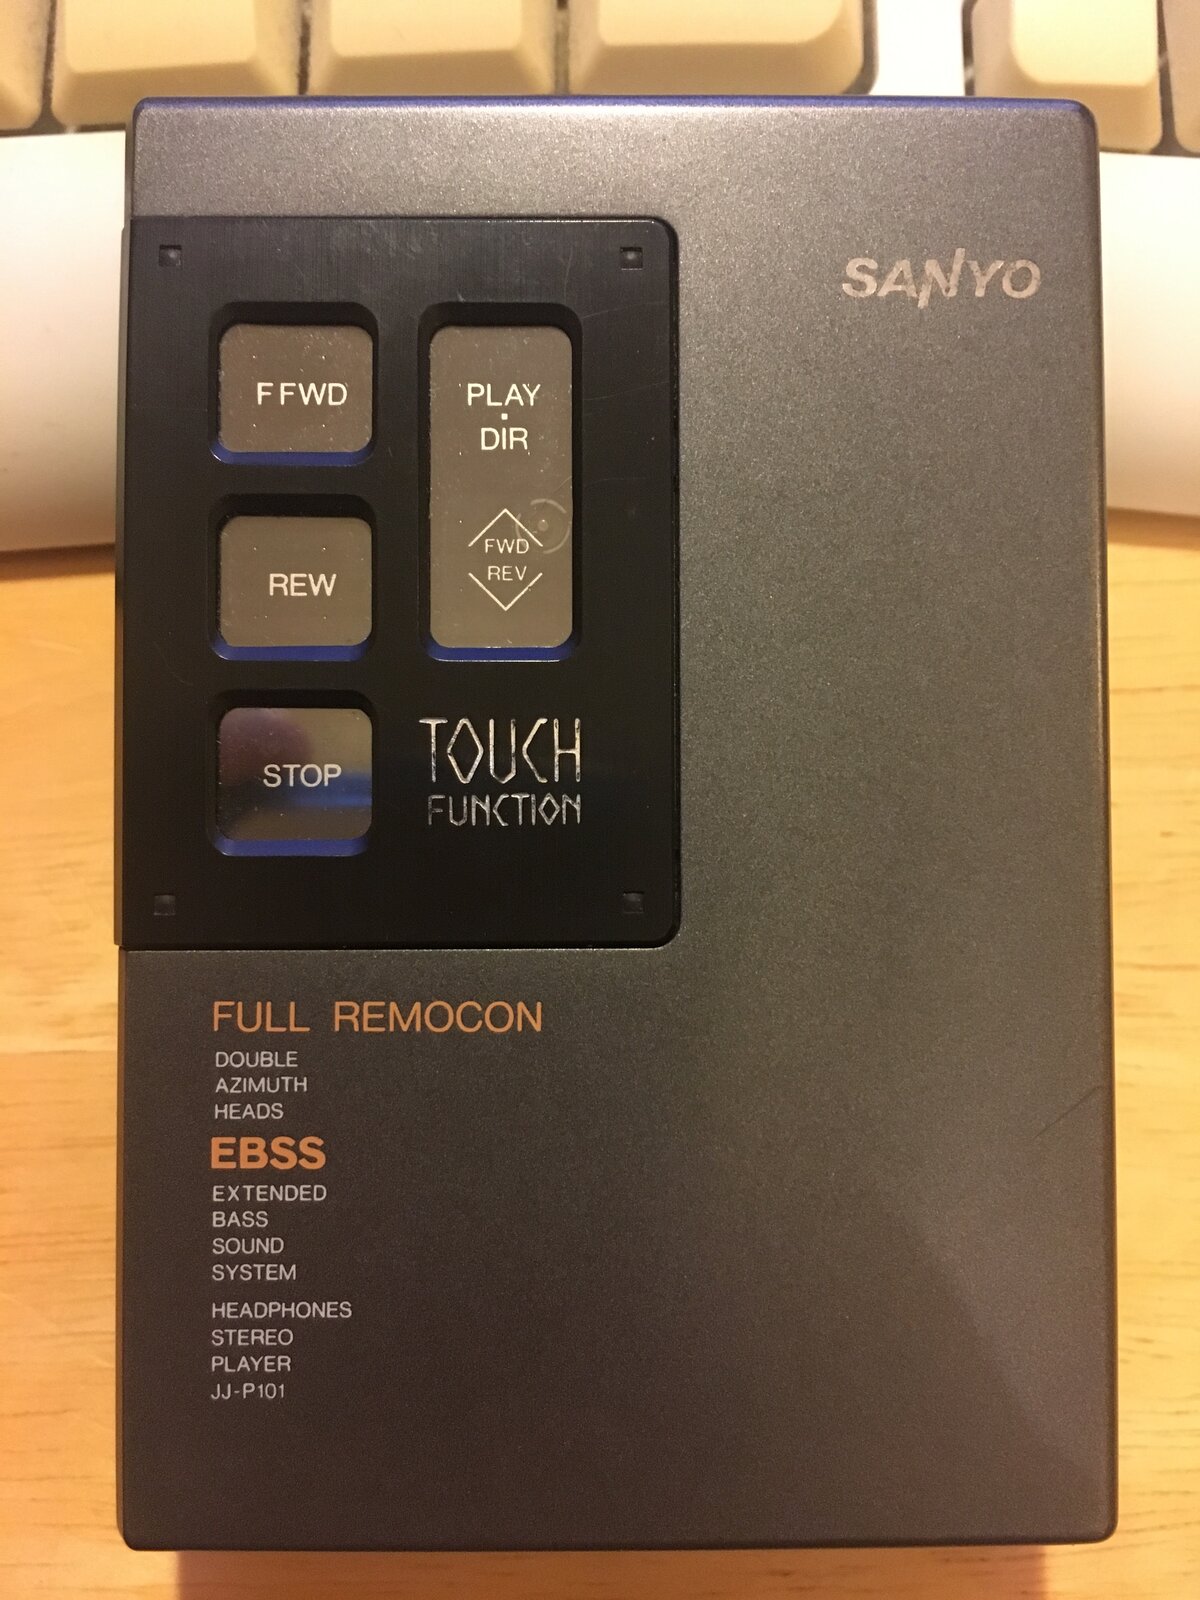 SANYO
F FWD
PLAY
·
DIR
FWD
REV
REW
STOP
TOUCH
FUNCTION
FULL REMOCON
DOUBLE
AZIMUTH
HEADS
EBSS
EXTENDED
BASS
SOUND
SYSTEM
HEADPHONES
STEREO
PLAYER
JJ-P101